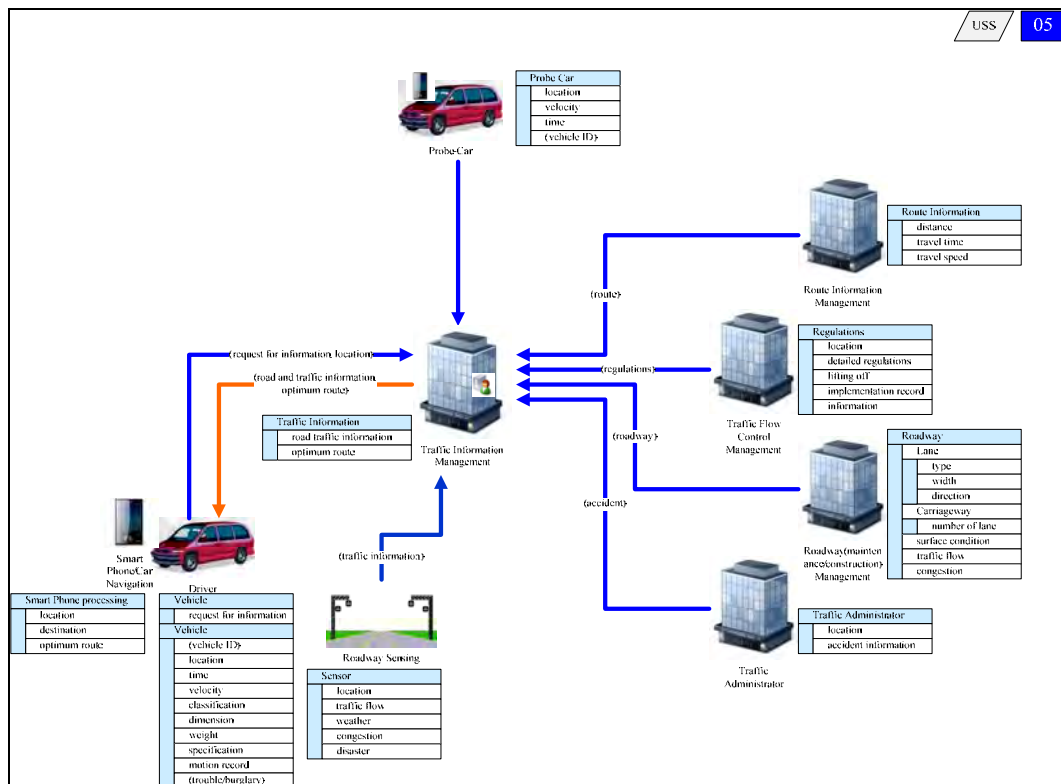 USS
05
Probe Car
location
velocity
time
(vehicle ID)
Probe-Car
Route Information
distance
travel time
travel speed
Route Information
Management
(route)
Regulations
location
detailed regulations
lifting off
implementation record
information
(regulations)
Traffic Flow
Control
Management
(request for information, location)
(road and traffic information,
optimum route)
Traffic Information
road traffic information
optimum route
Traffic Information
Management
(roadway)
Roadway
Lane
type
width
direction
Carriageway
number of lane
surface condition
traffic flow
congestion
Roadway(mainten
ance/construction)
Management
(accident)
(traffic information)
Smart
Phone/Car
Navigation
Driver
Smart Phone processing
location
destination
optimum route
Vehicle
request for information
Vehicle
(vehicle ID)
location
time
velocity
classification
dimension
weight
specification
motion record
(trouble/burglary)
Roadway Sensing
Sensor
location
traffic flow
weather
congestion
disaster
Traffic Administrator
location
accident information
Traffic
Administrator